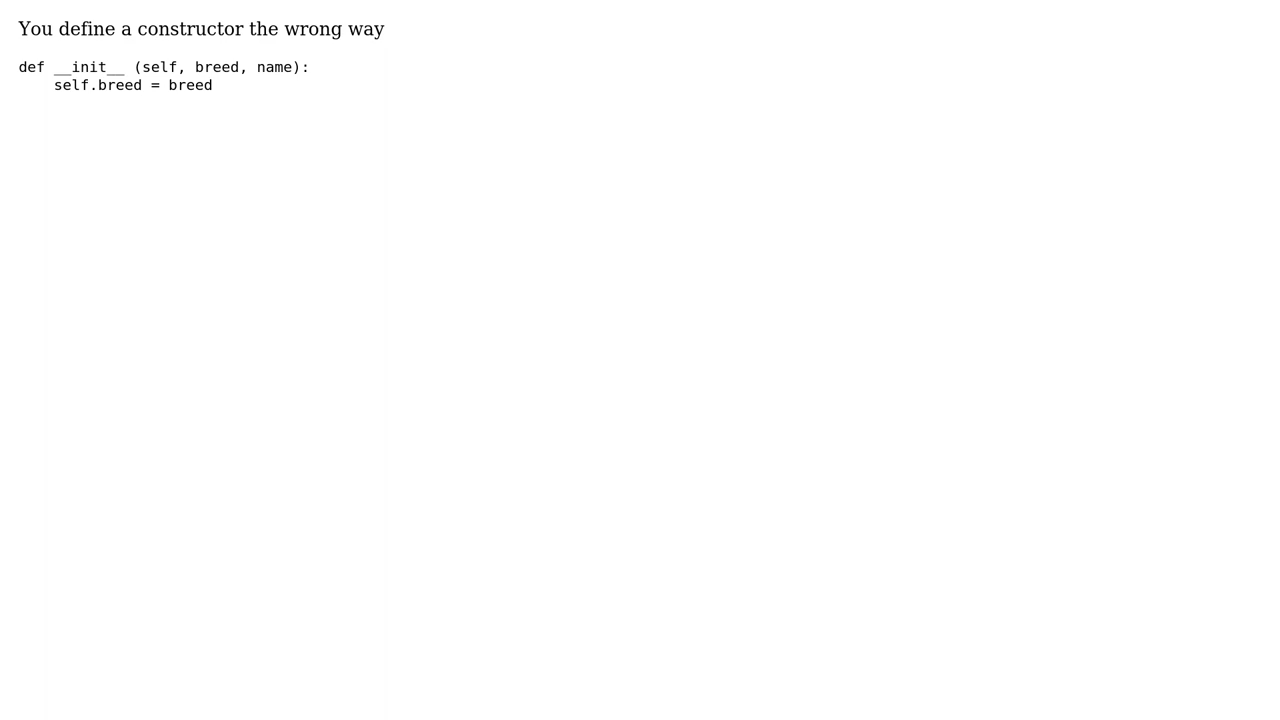 You define a constructor the wrong way
def __init__ (self, breed, name):
    self.breed = breed